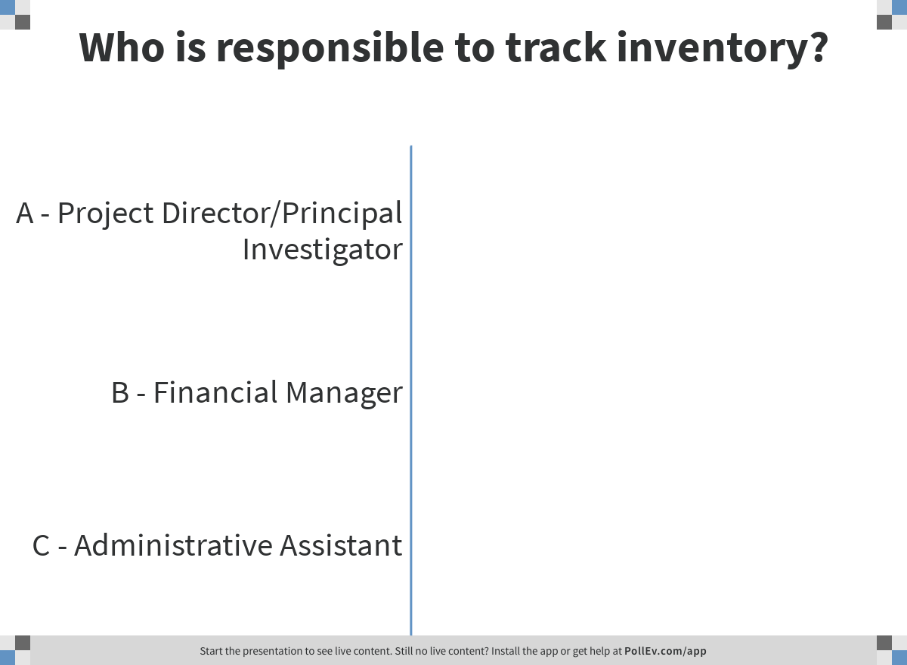 Who is responsible to track inventory?
A - Project Director/Principal
Investigator
B - Financial Manager
C - Administrative Assistant
Start the presentation to see live content. Still no live content? Install the app or get help at PollEv.com/app